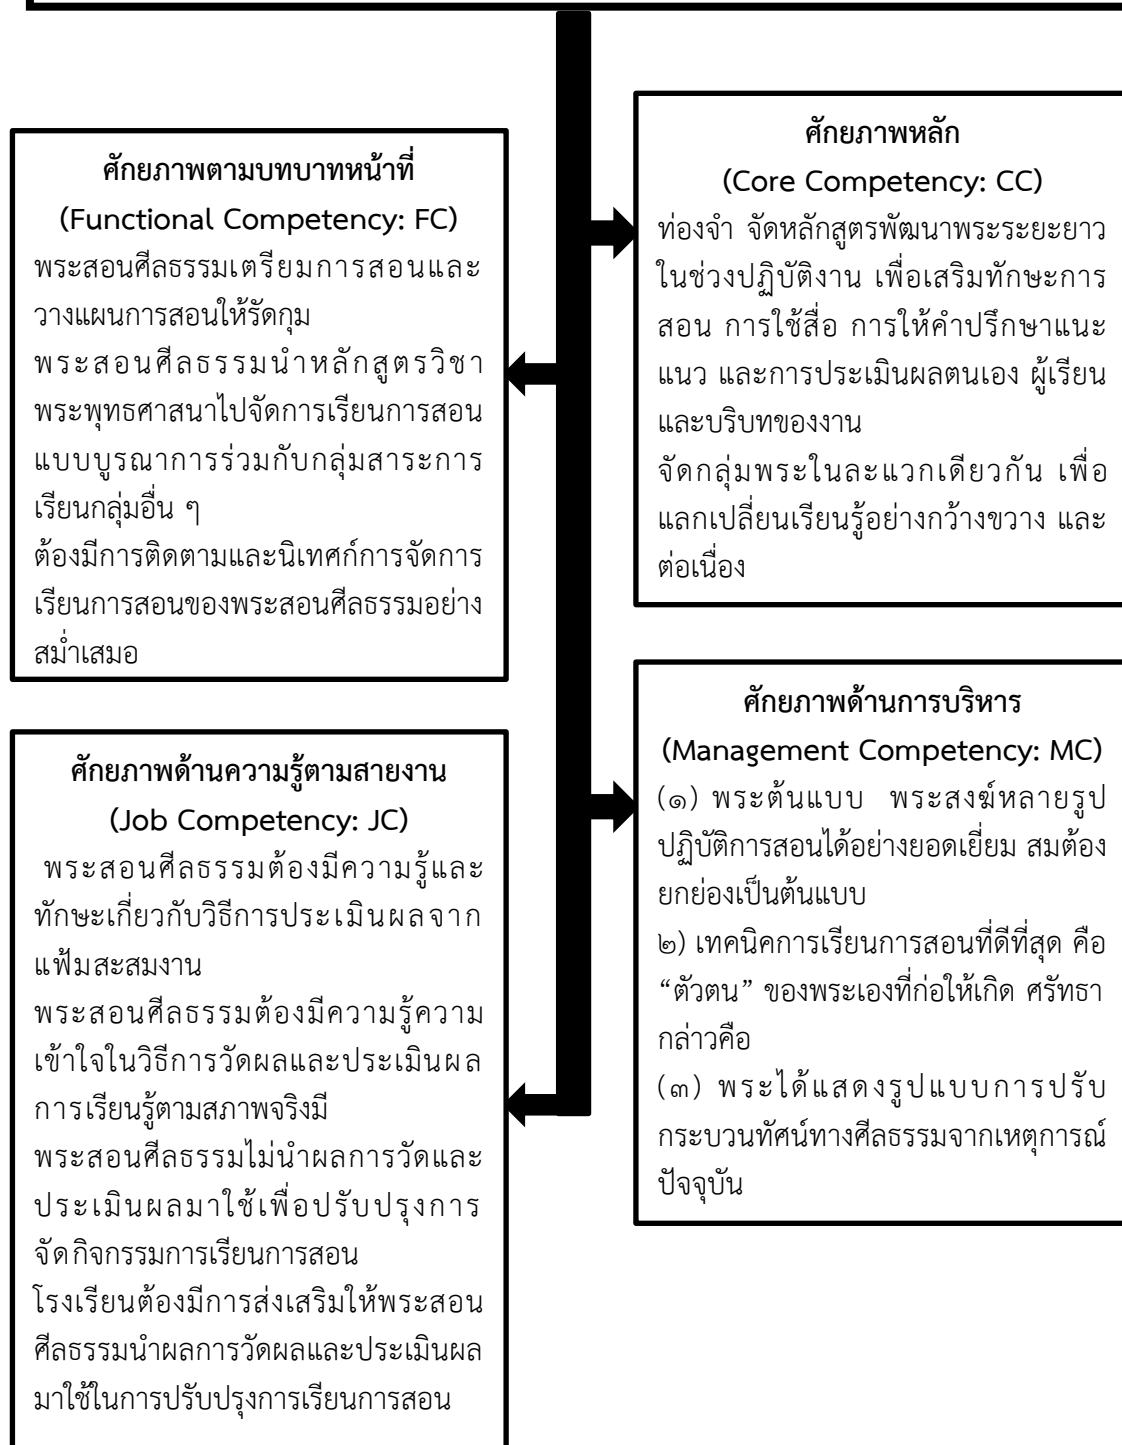 ศักยภาพตามบทบาทหน้าที่
(Functional Competency: FC)
พระสอนศีลธรรมเตรียมการสอนและ
วางแผนการสอนให้รัดกุม
พระสอนศีลธรรมนำหลักสูตรวิชา
พระพุทธศาสนาไปจัดการเรียนการสอน
แบบบูรณาการร่วมกับกลุ่มสาระการ
เรียนกลุ่มอื่น ๆ
ต้องมีการติดตามและนิเทศก์การจัดการ
เรียนการสอนของพระสอนศีลธรรมอย่าง
สม่ำเสมอ
ศักยภาพหลัก
(Core Competency: CC)
ท่องจำ จัดหลักสูตรพัฒนาพระระยะยาว
ในช่วงปฏิบัติงาน เพื่อเสริมทักษะการ
สอน การใช้สื่อ การให้คำปรึกษาแนะ
แนว และการประเมินผลตนเอง ผู้เรียน
และบริบทของงาน
จัดกลุ่มพระในละแวกเดียวกัน เพื่อ
แลกเปลี่ยนเรียนรู้อย่างกว้างขวาง และ
ต่อเนื่อง
ศักยภาพด้านความรู้ตามสายงาน
(Job Competency: JC)
พระสอนศีลธรรมต้องมีความรู้และ
ทักษะเกี่ยวกับวิธีการประเมินผลจาก
แฟ้มสะสมงาน
พระสอนศีลธรรมต้องมีความรู้ความ
เข้าใจในวิธีการวัดผลและประเมินผล
การเรียนรู้ตามสภาพจริงมี
พระสอนศีลธรรมไม่นำผลการวัดและ
ประเมินผลมาใช้เพื่อปรับปรุงการ
จัดกิจกรรมการเรียนการสอน
โรงเรียนต้องมีการส่งเสริมให้พระสอน
ศีลธรรมนำผลการวัดผลและประเมินผล
มาใช้ในการปรับปรุงการเรียนการสอน
ศักยภาพด้านการบริหาร
(Management Competency: MC)
(๑) พระต้นแบบ พระสงฆ์หลายรูป
ปฏิบัติการสอนได้อย่างยอดเยี่ยม สมต้อง
ยกย่องเป็นต้นแบบ
๒) เทคนิคการเรียนการสอนที่ดีที่สุด คือ
“ตัวตน” ของพระเองที่ก่อให้เกิด ศรัทธา
กล่าวคือ
(๓) พระได้แสดงรูปแบบการปรับ
กระบวนทัศน์ทางศีลธรรมจากเหตุการณ์
ปัจจุบัน